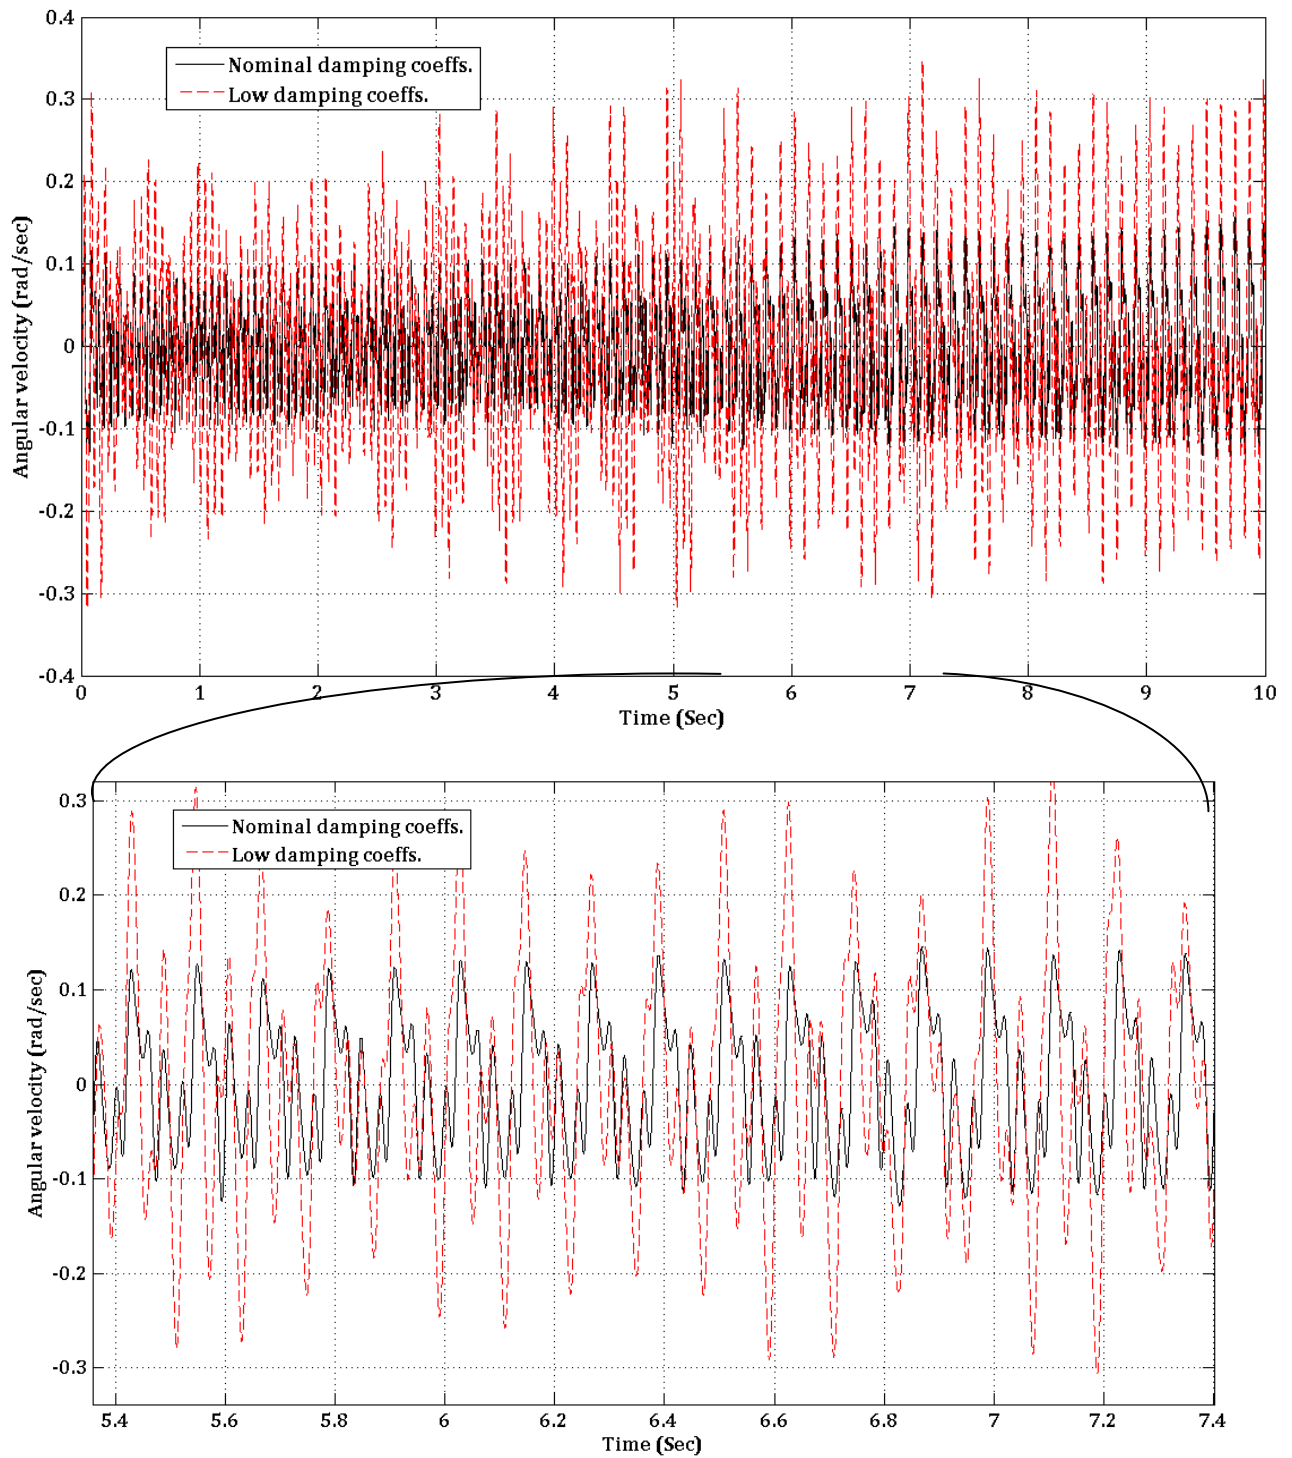 0.4
Nominal damping coeffs.
Low damping coeffs.
0.3
0.2
0.1
0
-0.1
-0.2
-0.3
-0.4
Angular velocity (rad/sec)
0 1 2 3 4 5 6 7 8 9 10
Time (Sec)
0.3
Nominal damping coeffs.
Low damping coeffs.
0.2
0.1
0
-0.1
-0.2
-0.3
Angular velocity (rad/sec)
5.4 5.6 5.8 6 6.2 6.4 6.6 6.8 7 7.2 7.4
Time (Sec)